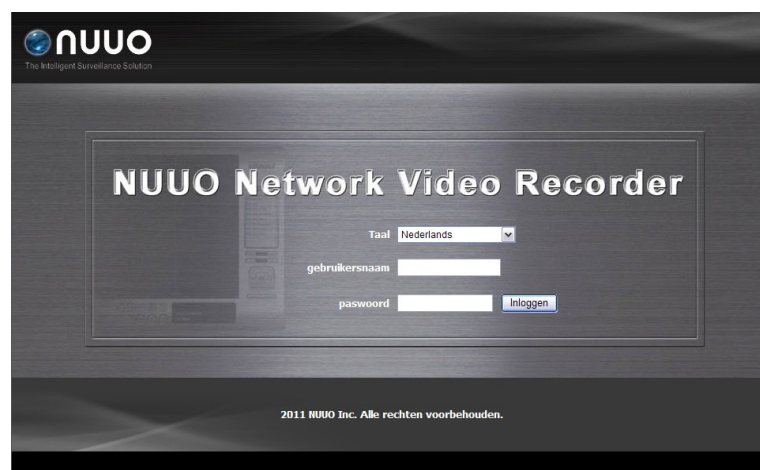 NUUO
The Intelligent Surveillance Solution
NUUO Network Video Recorder
Taal Nederlands
gebruikersnaam
paswoord Inloggen
2011 NUUO Inc. Alle rechten voorbehouden.